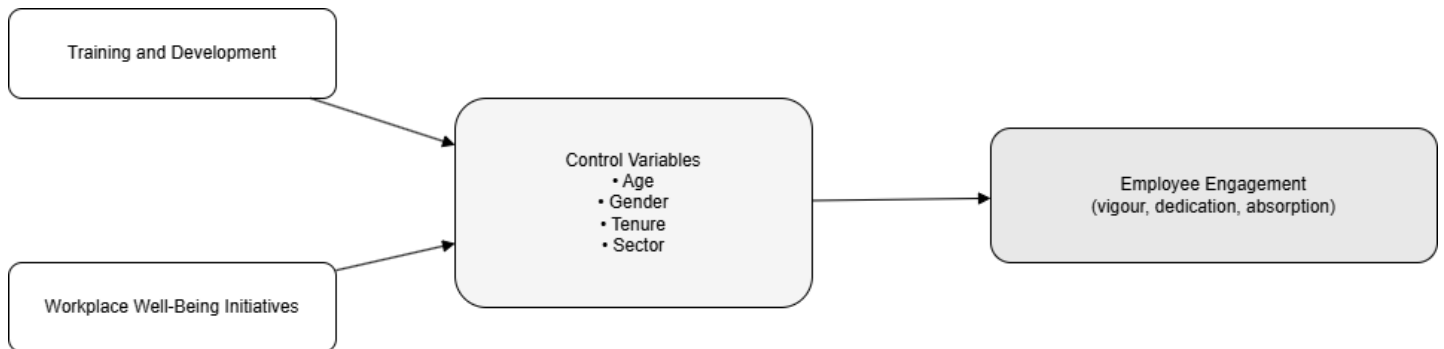 Training and Development
Control Variables
• Age
• Gender
• Tenure
• Sector
Employee Engagement
(vigour, dedication, absorption)
Workplace Well-Being Initiatives